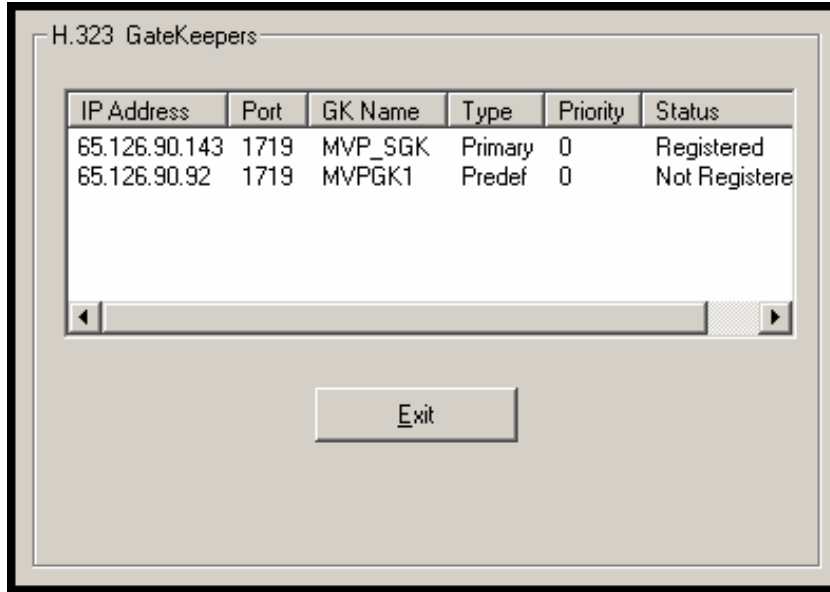 H.323 GateKeepers
IP Address Port GK Name Type Priority Status
65.126.90.143 1719 MVP_SGK Primary 0 Registered
65.126.90.92 1719 MVPGK1 Predef 0 Not Registere
Exit